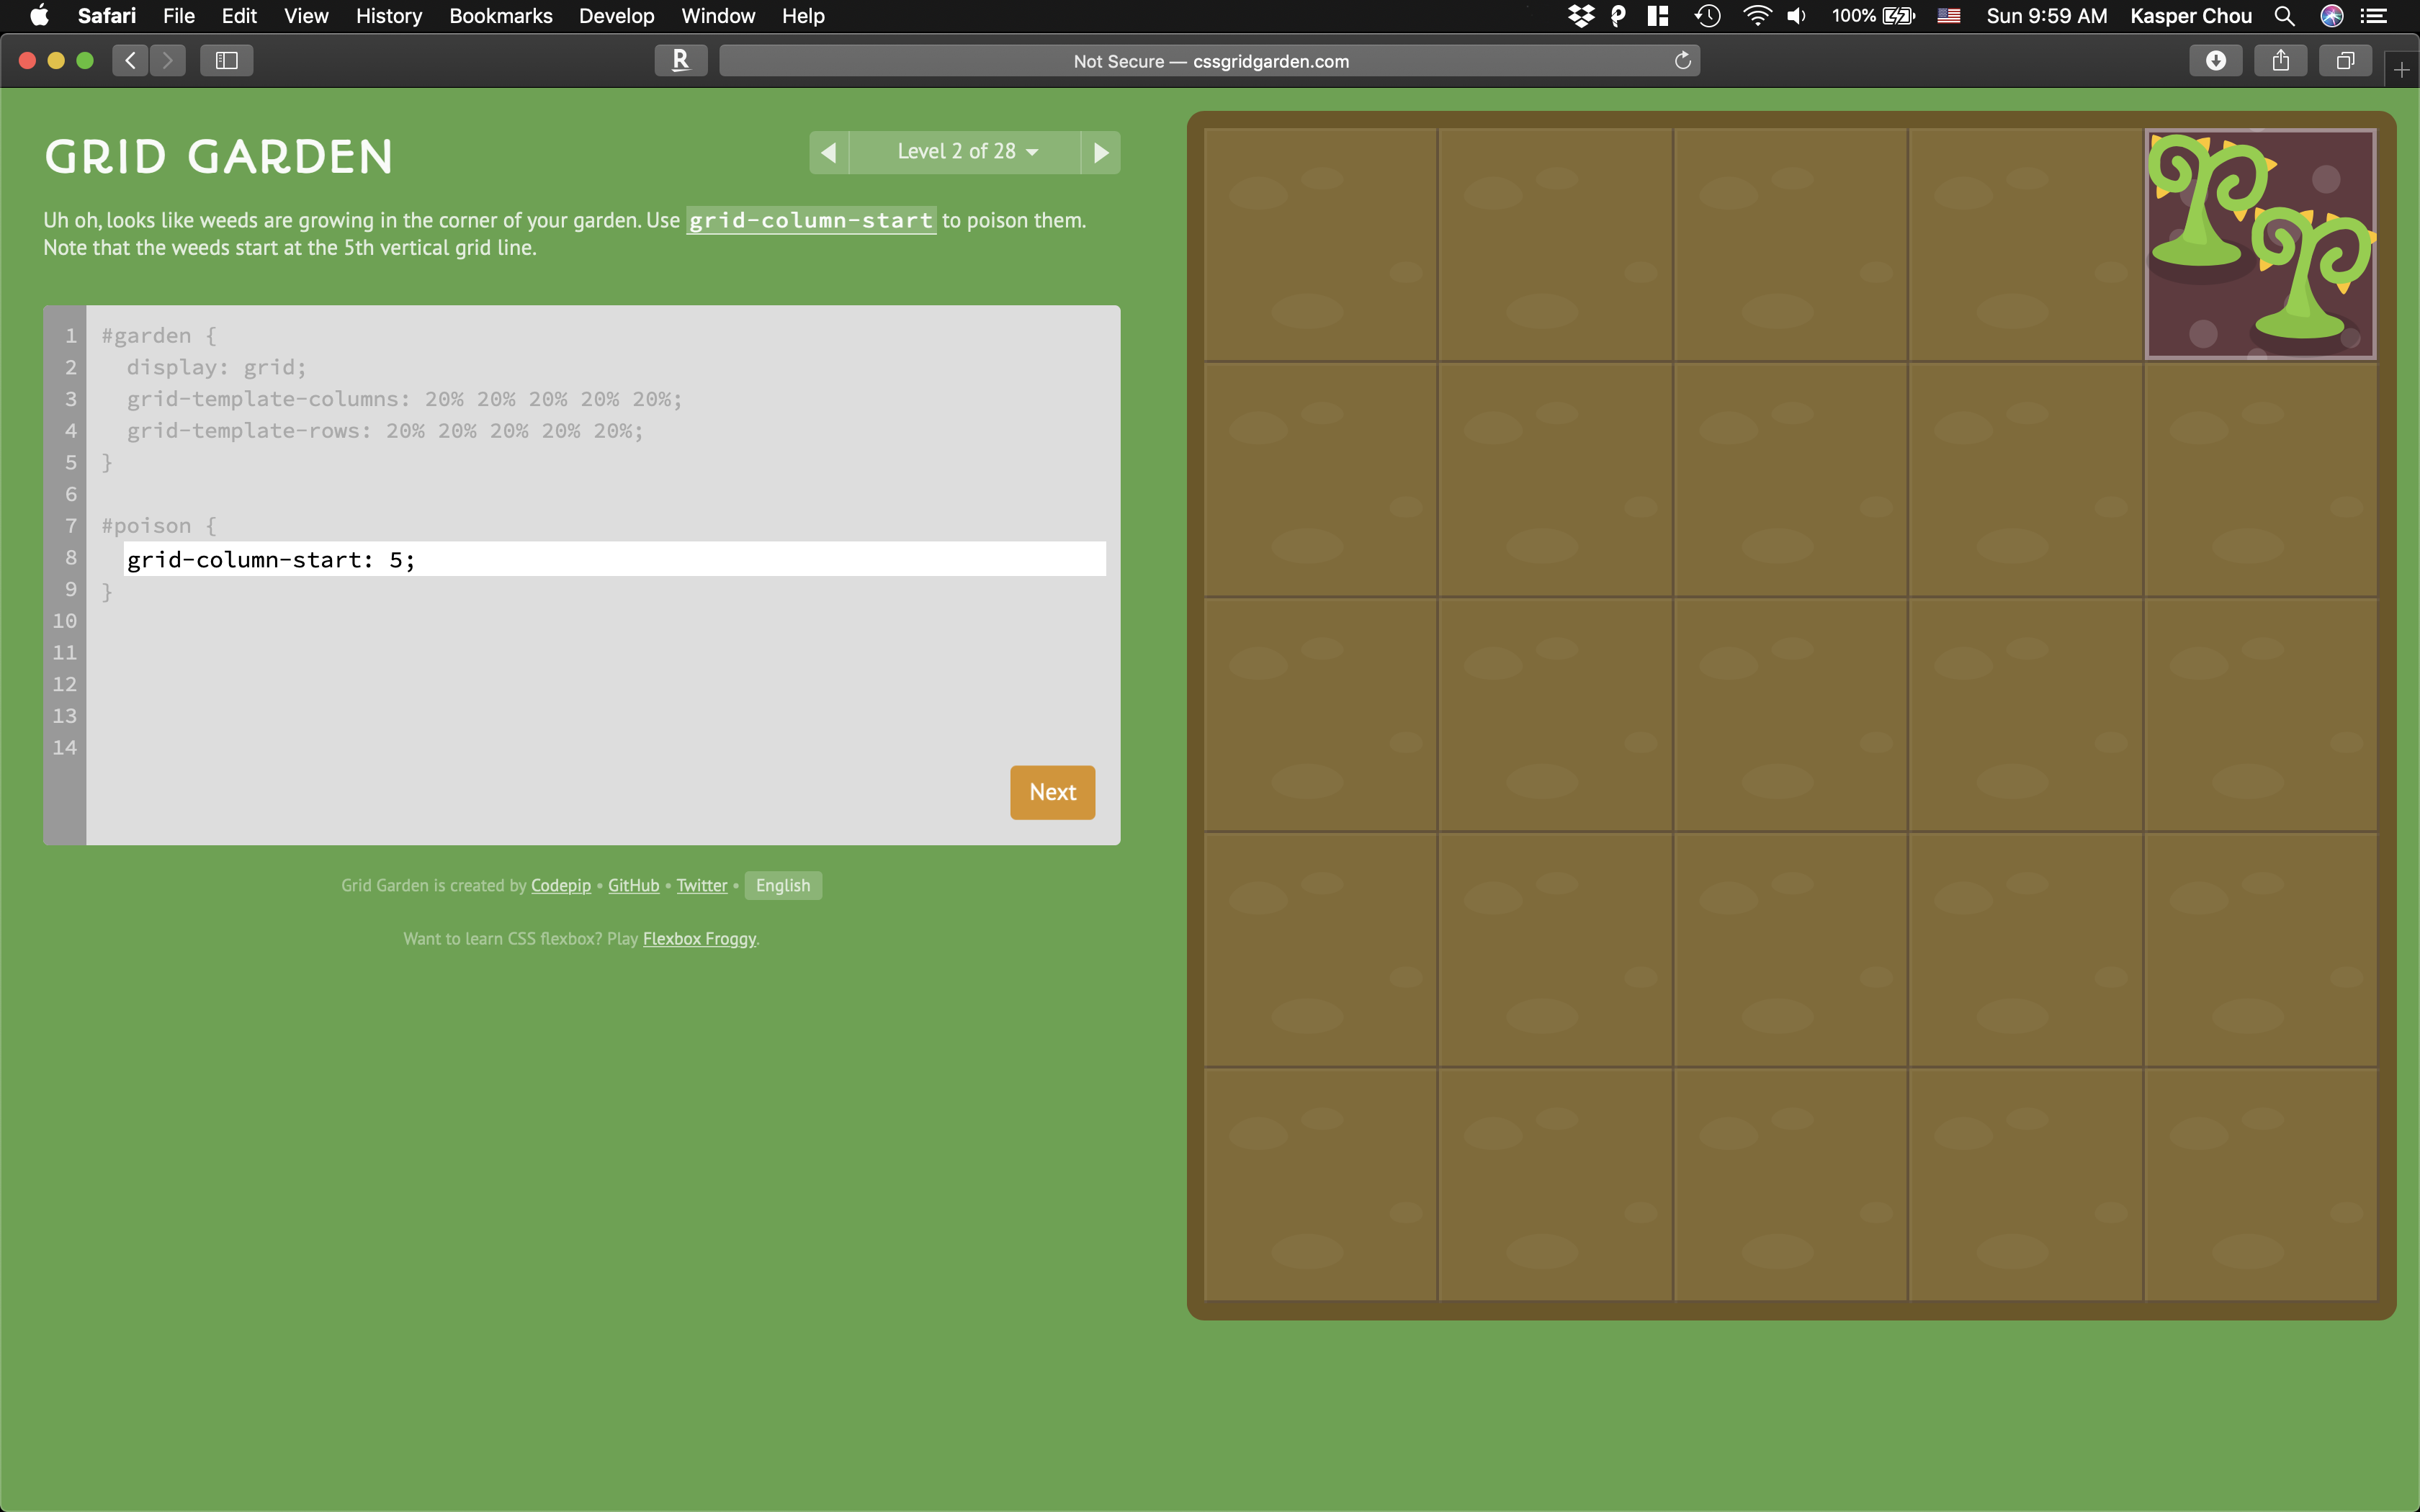 Safari File Edit View History Bookmarks Develop Window Help 100% Sun 9:59 AM Kasper Chou
R Not Secure — cssgridgarden.com
GRID GARDEN
Level 2 of 28
Uh oh, looks like weeds are growing in the corner of your garden. Use grid-column-start to poison them.
Note that the weeds start at the 5th vertical grid line.
1 #garden {
2 display: grid;
3 grid-template-columns: 20% 20% 20% 20% 20%;
4 grid-template-rows: 20% 20% 20% 20% 20%;
5 }
6
7 #poison {
8 grid-column-start: 5;
9 }
10
11
12
13
14
Next
Grid Garden is created by Codepip • GitHub • Twitter • English
Want to learn CSS flexbox? Play Flexbox Froggy.